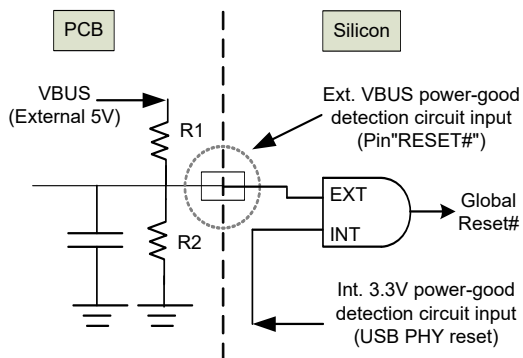 PCB
Silicon
VBUS
(External 5V)
R1
Ext. VBUS power-good
detection circuit input
(Pin"RESET#")
EXT
INT
Global
Reset#
R2
Int. 3.3V power-good
detection circuit input
(USB PHY reset)